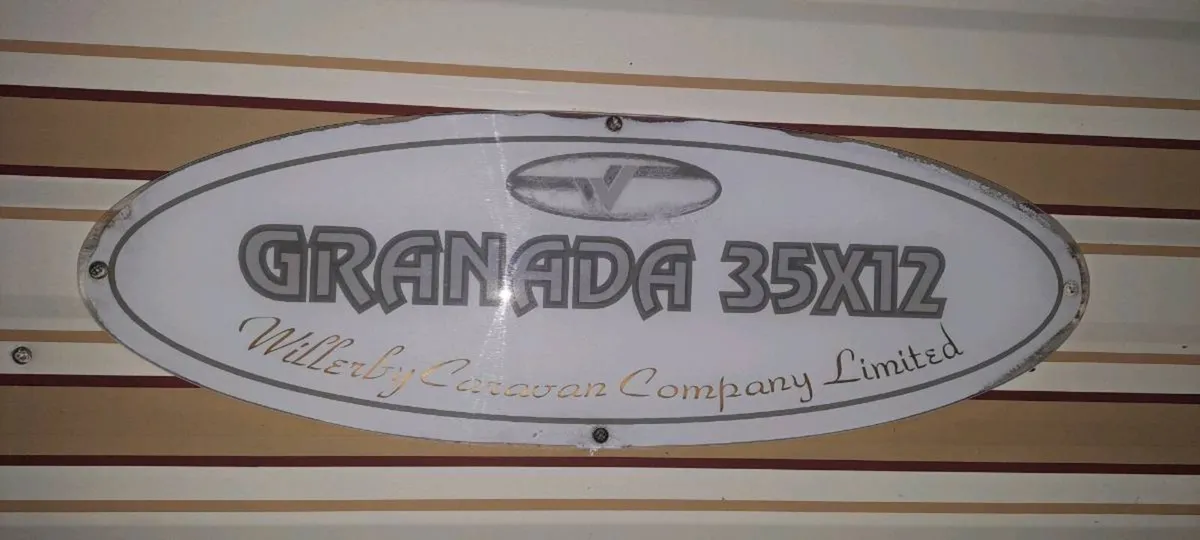 GRANADA 35X12
Willerby Caravan Company Limited